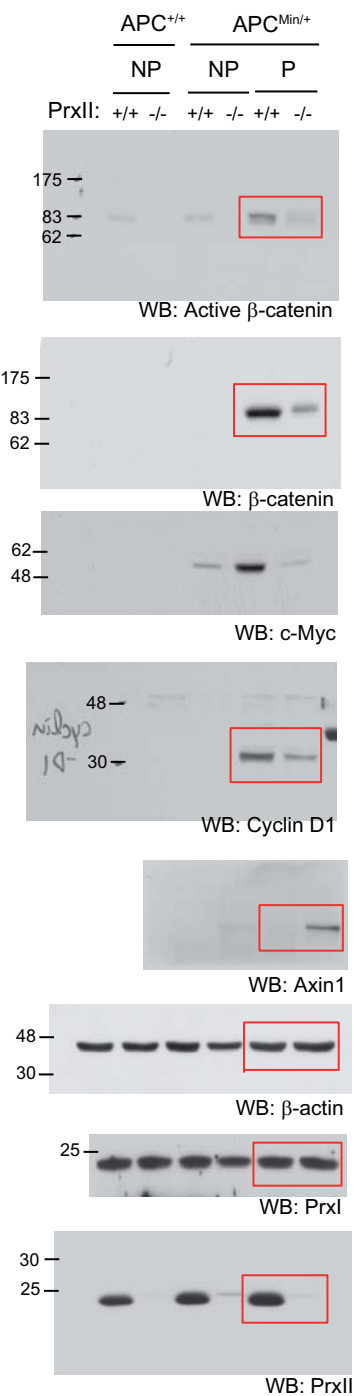 APC+/+ APCMin/+
NP NP P
PrxII: +/+ -/- +/+ -/- +/+ -/-
175
83
62
WB: Active β-catenin
175
83
62
WB: β-catenin
62
48
WB: c-Myc
48
cyclin
-D1
30
WB: Cyclin D1
WB: Axin1
48
30
WB: β-actin
25
WB: PrxI
30
25
WB: PrxII